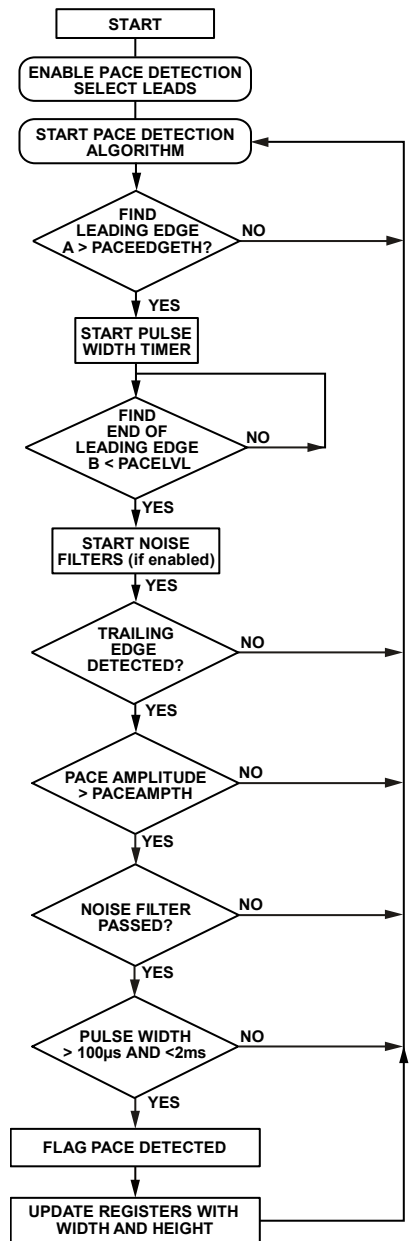 START
ENABLE PACE DETECTION
SELECT LEADS
START PACE DETECTION
ALGORITHM
FIND
LEADING EDGE
A > PACEEDGETH?
NO
YES
START PULSE
WIDTH TIMER
FIND
END OF
LEADING EDGE
B < PACELVL
NO
YES
START NOISE
FILTERS (if enabled)
YES
TRAILING
EDGE
DETECTED?
NO
YES
PACE AMPLITUDE
> PACEAMPTH
NO
YES
NOISE FILTER
PASSED?
NO
YES
PULSE WIDTH
> 100µs AND <2ms
NO
YES
FLAG PACE DETECTED
UPDATE REGISTERS WITH
WIDTH AND HEIGHT